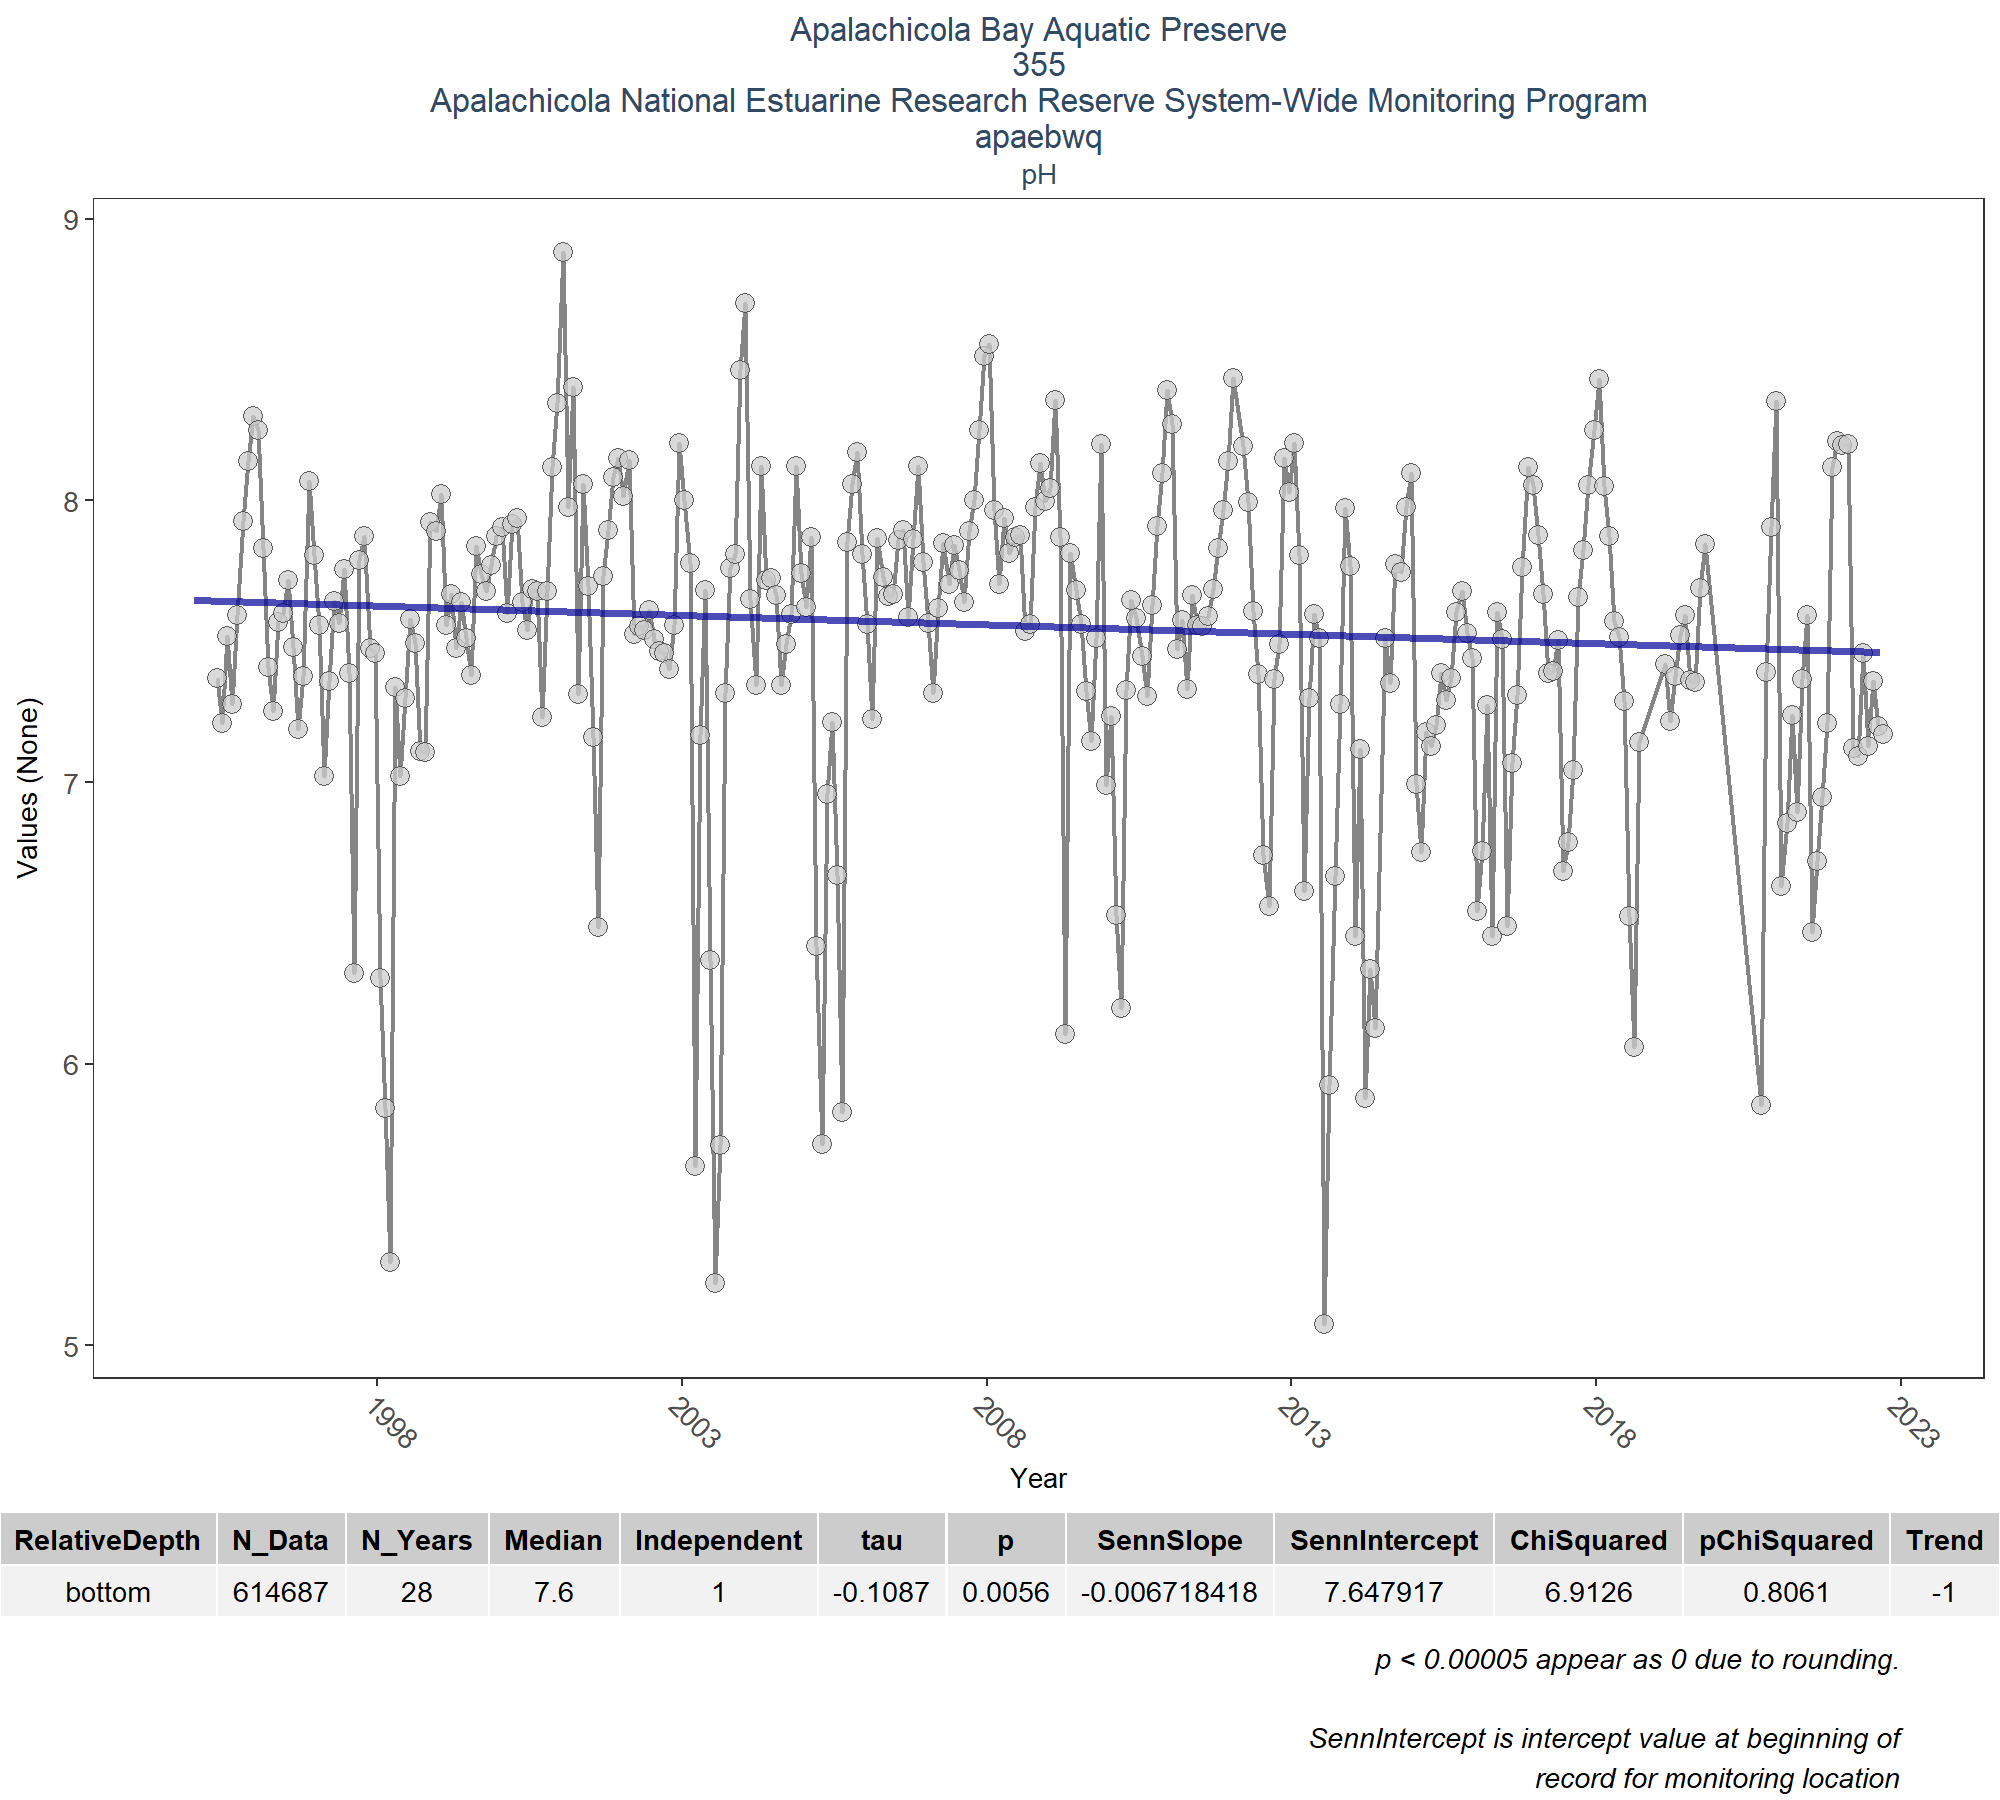 Apalachicola Bay Aquatic Preserve
355
Apalachicola National Estuarine Research Reserve System-Wide Monitoring Program
apaebwq
pH
9
8
7
6
5
Values (None)
1998 2003 2008 2013 2018 2023
Year
RelativeDepth N_Data N_Years Median Independent tau p SennSlope SennIntercept ChiSquared pChiSquared Trend
bottom 614687 28 7.6 1 -0.1087 0.0056 -0.006718418 7.647917 6.9126 0.8061 -1
p < 0.00005 appear as 0 due to rounding.
SennIntercept is intercept value at beginning of
record for monitoring location